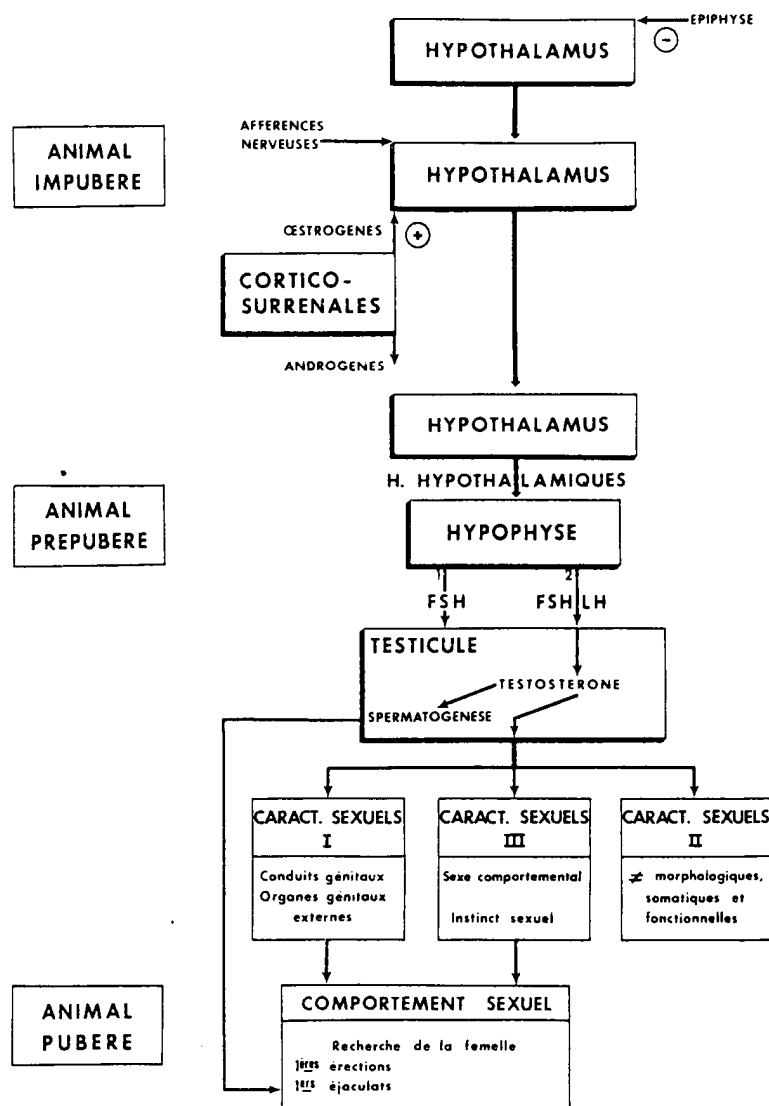 EPIPHYSE
HYPOTHALAMUS
−
AFFERENCES
NERVEUSES
ANIMAL
IMPUBERE
HYPOTHALAMUS
ŒSTROGENES
+
CORTICO-
SURRENALES
ANDROGENES
HYPOTHALAMUS
H. HYPOTHALAMIQUES
ANIMAL
PREPUBERE
HYPOPHYSE
1 2
FSH FSH LH
TESTICULE
TESTOSTERONE
SPERMATOGENESE
CARACT. SEXUELS
I
Conduits génitaux
Organes génitaux
externes
CARACT. SEXUELS
III
Sexe comportemental
Instinct sexuel
CARACT. SEXUELS
II
≠ morphologiques,
somatiques et
fonctionnelles
ANIMAL
PUBERE
COMPORTEMENT SEXUEL
Recherche de la femelle
1ères érections
1ers éjaculats